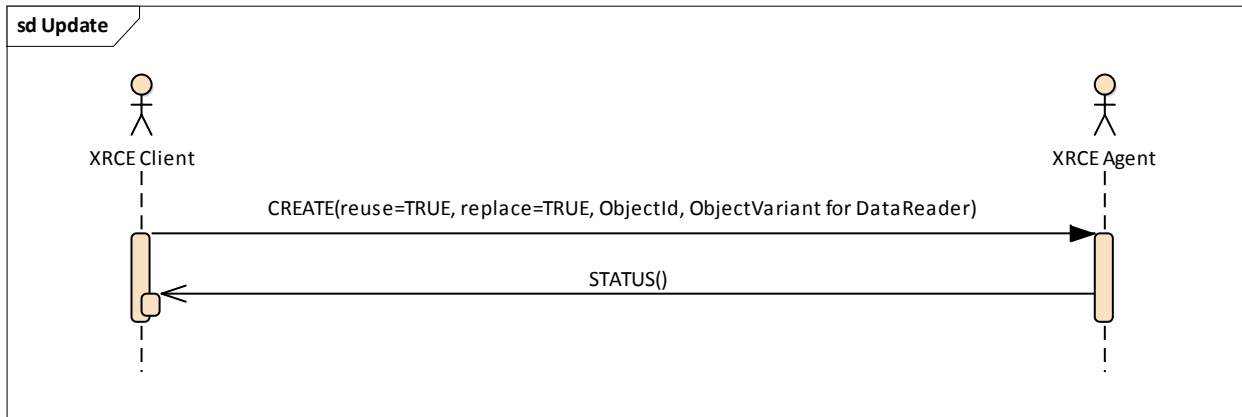 sd Update
XRCE Client
XRCE Agent
CREATE(reuse=TRUE, replace=TRUE, ObjectId, ObjectVariant for DataReader)
STATUS()